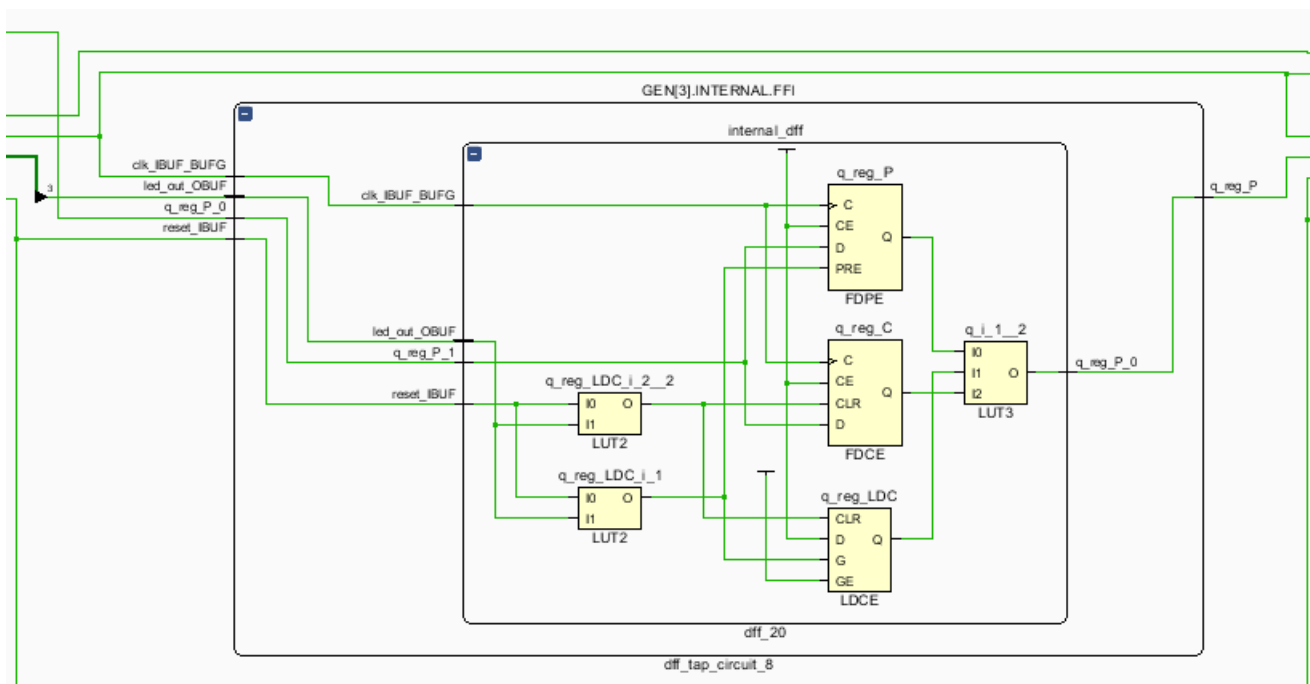 GEN[3].INTERNAL.FFI
internal_dff
clk_IBUF_BUFG
3
led_out_OBUF
q_reg_P_0
reset_IBUF
clk_IBUF_BUFG
q_reg_P
C
CE
D
PRE
Q
FDPE
q_reg_P
led_out_OBUF
q_reg_P_1
reset_IBUF
q_reg_C
C
CE
CLR
D
Q
FDCE
q_i_1__2
I0
I1
I2
O
LUT3
q_reg_P_0
q_reg_LDC_i_2__2
I0
I1
O
LUT2
q_reg_LDC_i_1
I0
I1
O
LUT2
q_reg_LDC
CLR
D
G
GE
Q
LDCE
dff_20
dff_tap_circuit_8